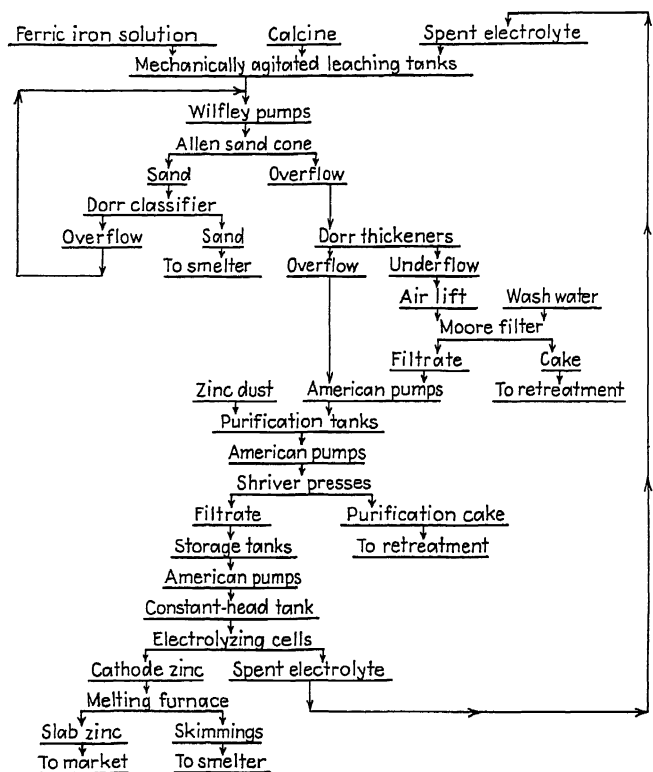 Ferric iron solution Calcine Spent electrolyte
Mechanically agitated leaching tanks
Wilfley pumps
Allen sand cone
Sand Overflow
Dorr classifier
Overflow Sand Dorr thickeners
To smelter Overflow Underflow
Air lift Wash water
Moore filter
Filtrate Cake
Zinc dust American pumps To retreatment
Purification tanks
American pumps
Shriver presses
Filtrate Purification cake
Storage tanks To retreatment
American pumps
Constant-head tank
Electrolyzing cells
Cathode zinc Spent electrolyte
Melting furnace
Slab zinc Skimmings
To market To smelter